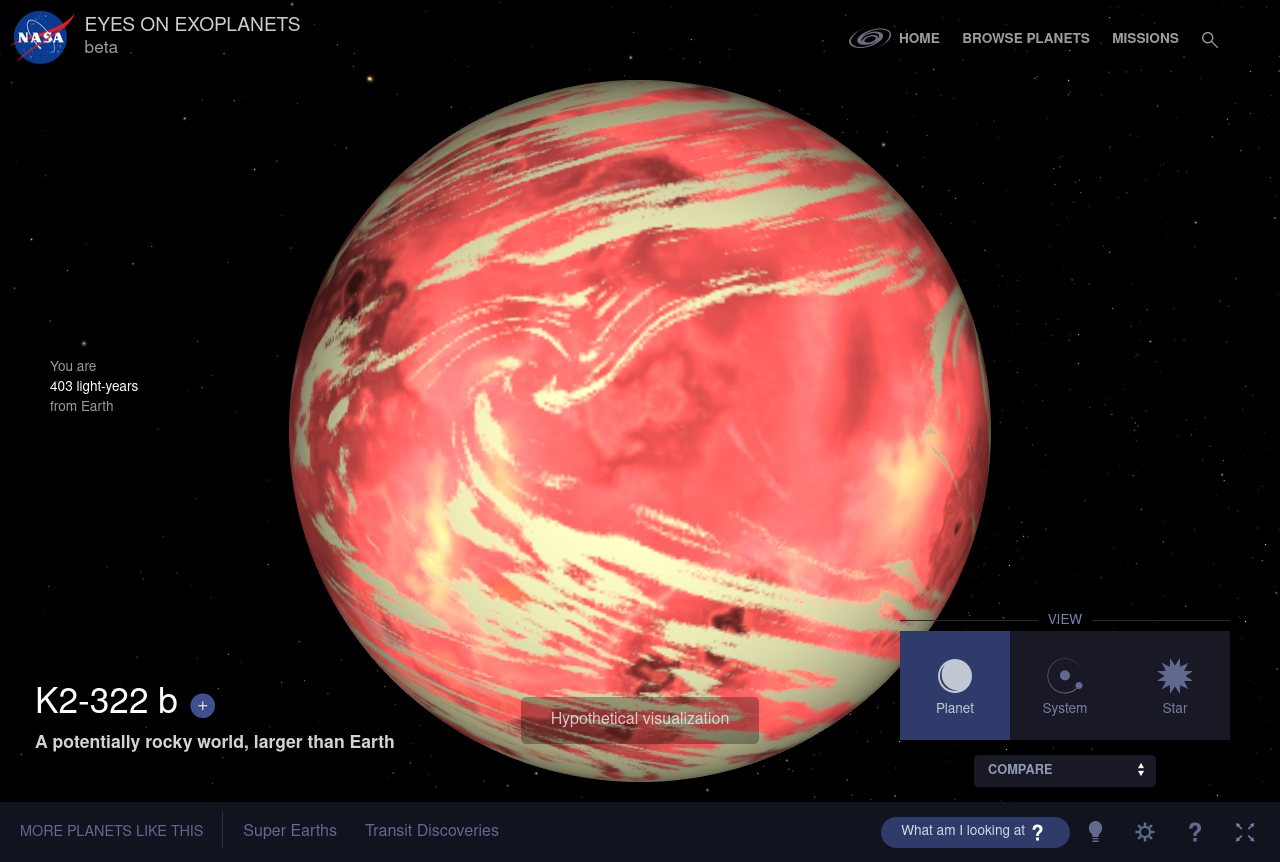 NASA
EYES ON EXOPLANETS
beta
HOME
BROWSE PLANETS
MISSIONS
You are
403 light-years
from Earth
VIEW
Planet
System
Star
K2-322 b +
A potentially rocky world, larger than Earth
Hypothetical visualization
COMPARE
MORE PLANETS LIKE THIS
Super Earths
Transit Discoveries
What am I looking at ?
?